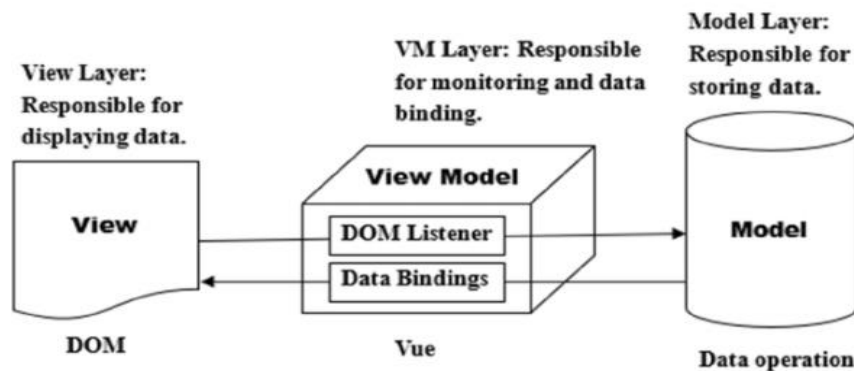 View Layer:
Responsible for
displaying data.
VM Layer: Responsible
for monitoring and data
binding.
Model Layer:
Responsible for
storing data.
View
View Model
DOM Listener
Data Bindings
Model
DOM
Vue
Data operation